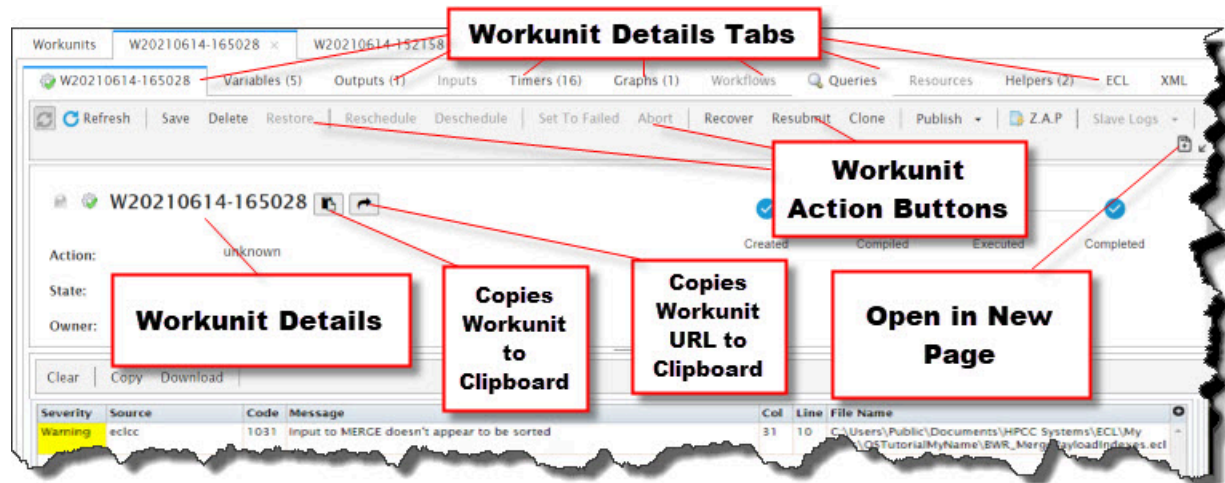 Workunit Details Tabs
Workunits W20210614-165028 × W20210614-152158
W20210614-165028 Variables (5) Outputs (1) Inputs Timers (16) Graphs (1) Workflows Queries Resources Helpers (2) ECL XML
Refresh Save Delete Restore Reschedule Deschedule Set To Failed Abort Recover Resubmit Clone Publish Z.A.P Slave Logs
Workunit
Action Buttons
W20210614-165028
Created Compiled Executed Completed
Action: unknown
State:
Owner:
Workunit Details
Copies
Workunit
to
Clipboard
Copies
Workunit
URL to
Clipboard
Open in New
Page
Clear Copy Download
Severity Source Code Message Col Line File Name
Warning eclcc 1031 Input to MERGE doesn't appear to be sorted 31 10 C:\Users\Public\Documents\HPCC Systems\ECL\My